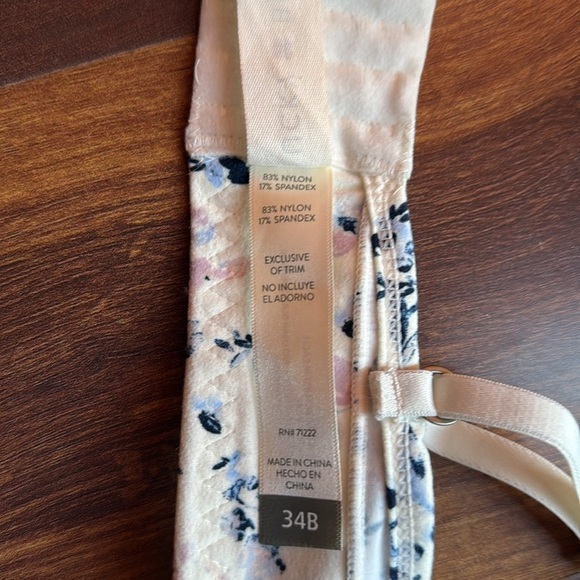 83% NYLON
17% SPANDEX
83% NYLON
17% SPANDEX
EXCLUSIVE
OF TRIM
NO INCLUYE
EL ADORNO
RN# 71222
MADE IN CHINA
HECHO EN
CHINA
34B